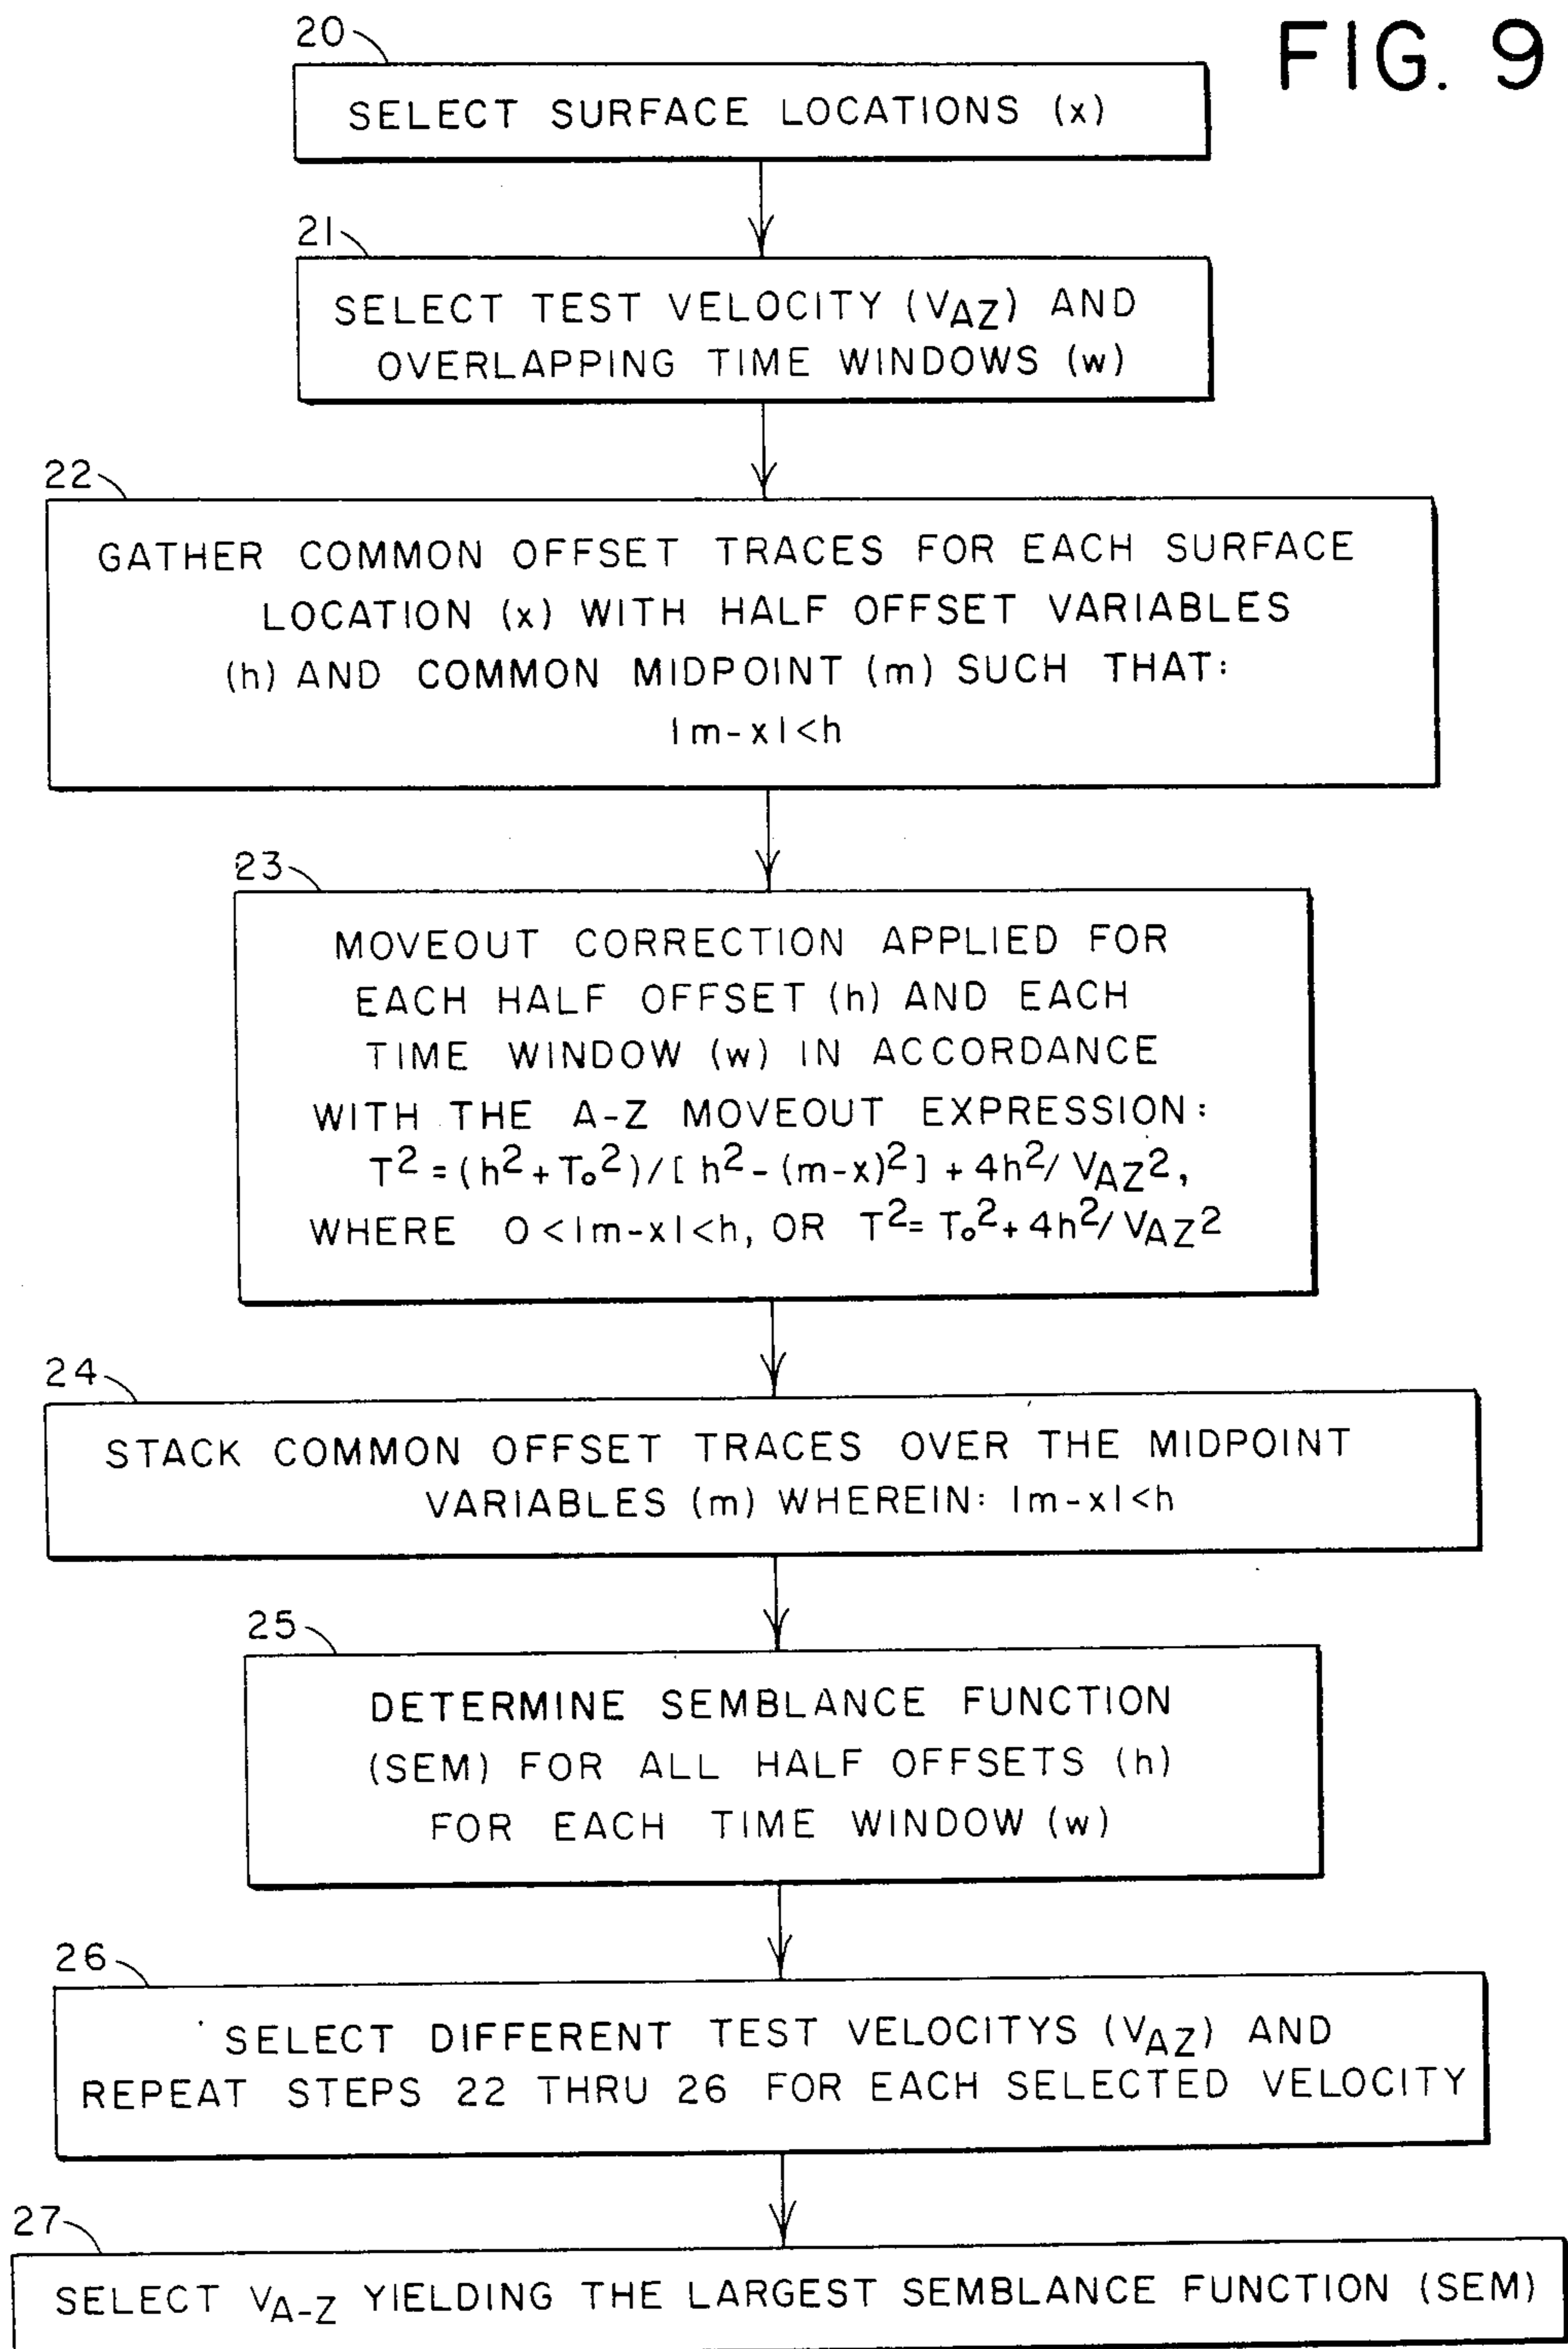 FIG. 9
20
SELECT SURFACE LOCATIONS (x)
21
SELECT TEST VELOCITY (VAZ) AND
OVERLAPPING TIME WINDOWS (w)
22
GATHER COMMON OFFSET TRACES FOR EACH SURFACE
LOCATION (x) WITH HALF OFFSET VARIABLES
(h) AND COMMON MIDPOINT (m) SUCH THAT:
|m-x|<h
23
MOVEOUT CORRECTION APPLIED FOR
EACH HALF OFFSET (h) AND EACH
TIME WINDOW (w) IN ACCORDANCE
WITH THE A-Z MOVEOUT EXPRESSION:
T²=(h²+T₀²)/[h²-(m-x)²]+4h²/VAZ²,
WHERE 0<|m-x|<h, OR T²=T₀²+4h²/VAZ²
24
STACK COMMON OFFSET TRACES OVER THE MIDPOINT
VARIABLES (m) WHEREIN: |m-x|<h
25
DETERMINE SEMBLANCE FUNCTION
(SEM) FOR ALL HALF OFFSETS (h)
FOR EACH TIME WINDOW (w)
26
SELECT DIFFERENT TEST VELOCITYS (VAZ) AND
REPEAT STEPS 22 THRU 26 FOR EACH SELECTED VELOCITY
27
SELECT VA-Z YIELDING THE LARGEST SEMBLANCE FUNCTION (SEM)